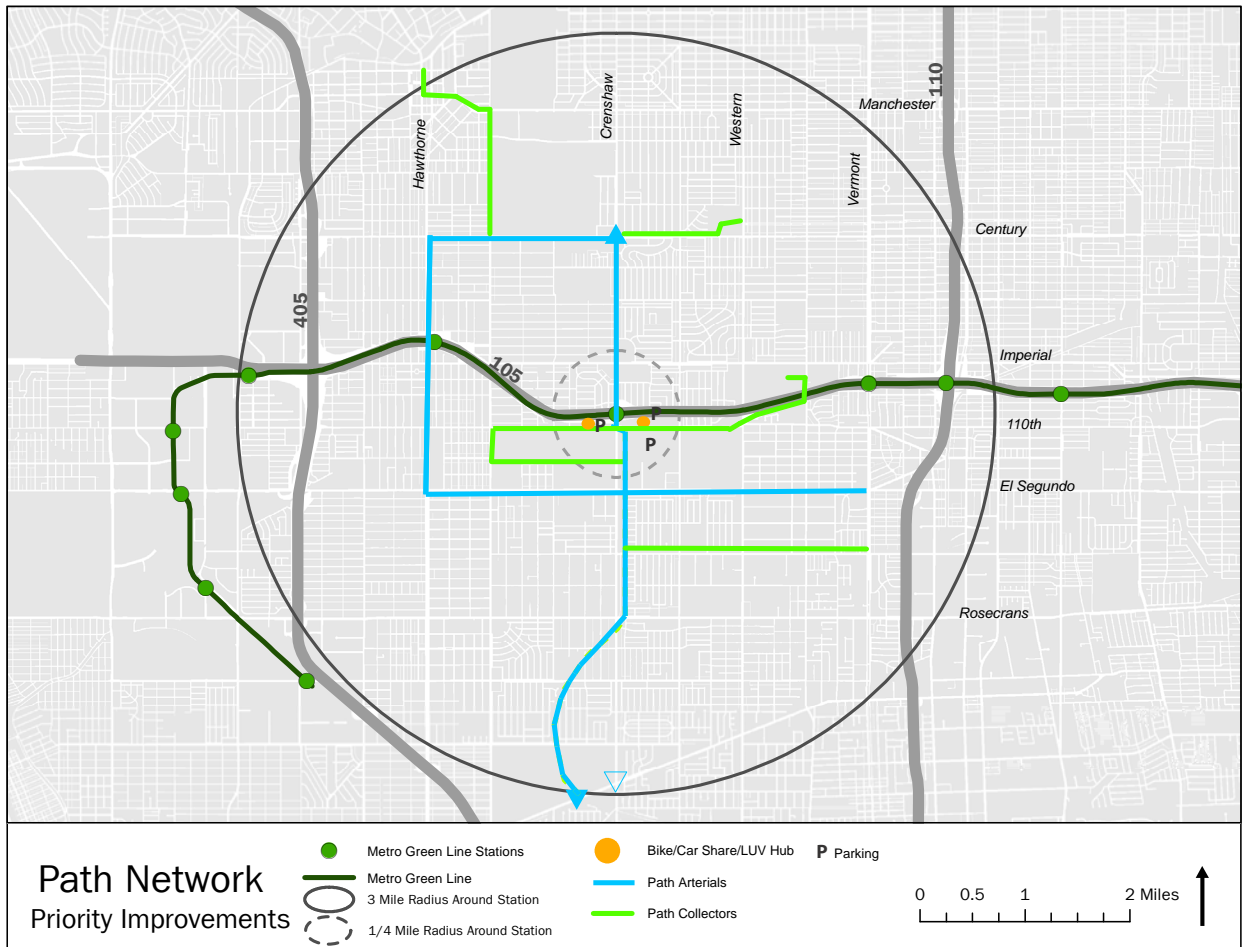 Manchester
110
Crenshaw
Western
Hawthorne
Vermont
Century
405
Imperial
105
P
P
110th
P
El Segundo
Rosecrans
Path Network
Priority Improvements
Metro Green Line Stations
Metro Green Line
3 Mile Radius Around Station
1/4 Mile Radius Around Station
Bike/Car Share/LUV Hub
Path Arterials
Path Collectors
P Parking
0 0.5 1 2 Miles